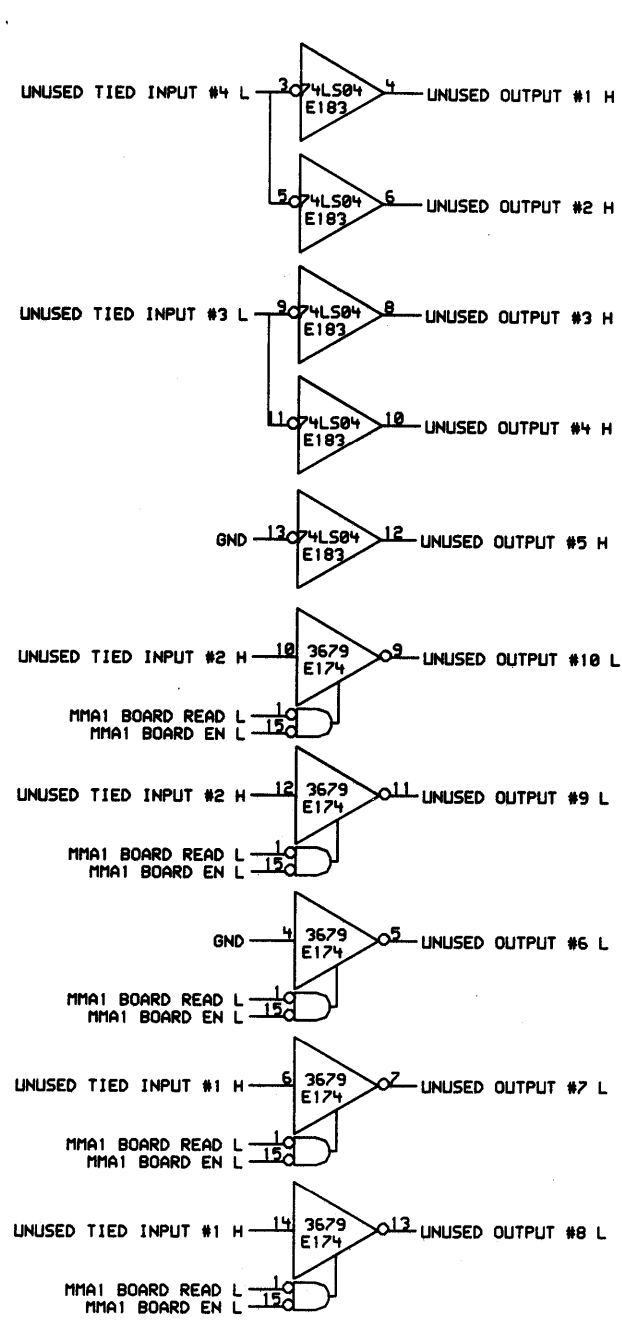 UNUSED TIED INPUT #4 L 3 74LS04 4 UNUSED OUTPUT #1 H
E183
5 74LS04 6 UNUSED OUTPUT #2 H
E183
UNUSED TIED INPUT #3 L 9 74LS04 8 UNUSED OUTPUT #3 H
E183
11 74LS04 10 UNUSED OUTPUT #4 H
E183
GND 13 74LS04 12 UNUSED OUTPUT #5 H
E183
UNUSED TIED INPUT #2 H 10 3679 9 UNUSED OUTPUT #10 L
E174
MMA1 BOARD READ L 1
MMA1 BOARD EN L 15
UNUSED TIED INPUT #2 H 12 3679 11 UNUSED OUTPUT #9 L
E174
MMA1 BOARD READ L 1
MMA1 BOARD EN L 15
GND 4 3679 5 UNUSED OUTPUT #6 L
E174
MMA1 BOARD READ L 1
MMA1 BOARD EN L 15
UNUSED TIED INPUT #1 H 6 3679 7 UNUSED OUTPUT #7 L
E174
MMA1 BOARD READ L 1
MMA1 BOARD EN L 15
UNUSED TIED INPUT #1 H 14 3679 13 UNUSED OUTPUT #8 L
E174
MMA1 BOARD READ L 1
MMA1 BOARD EN L 15